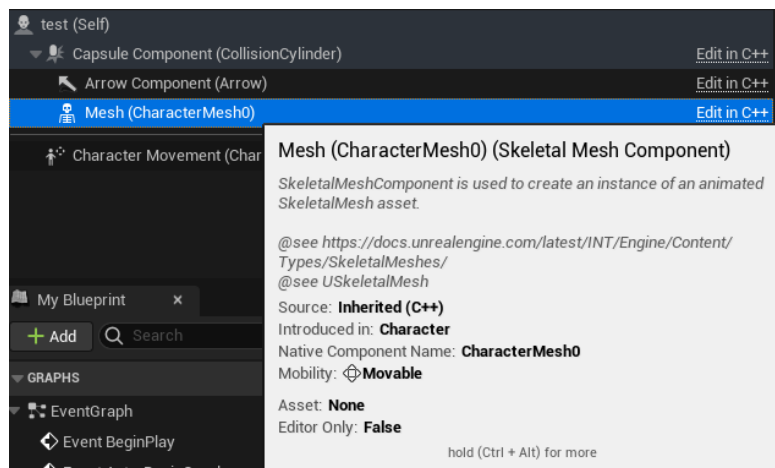 test (Self)
Capsule Component (CollisionCylinder) Edit in C++
Arrow Component (Arrow) Edit in C++
Mesh (CharacterMesh0) Edit in C++
Character Movement (Char
Mesh (CharacterMesh0) (Skeletal Mesh Component)
SkeletalMeshComponent is used to create an instance of an animated
SkeletalMesh asset.
@see https://docs.unrealengine.com/latest/INT/Engine/Content/
Types/SkeletalMeshes/
@see USkeletalMesh
Source: Inherited (C++)
Introduced in: Character
Native Component Name: CharacterMesh0
Mobility: Movable
Asset: None
Editor Only: False
hold (Ctrl + Alt) for more
My Blueprint ×
+ Add Search
GRAPHS
EventGraph
Event BeginPlay